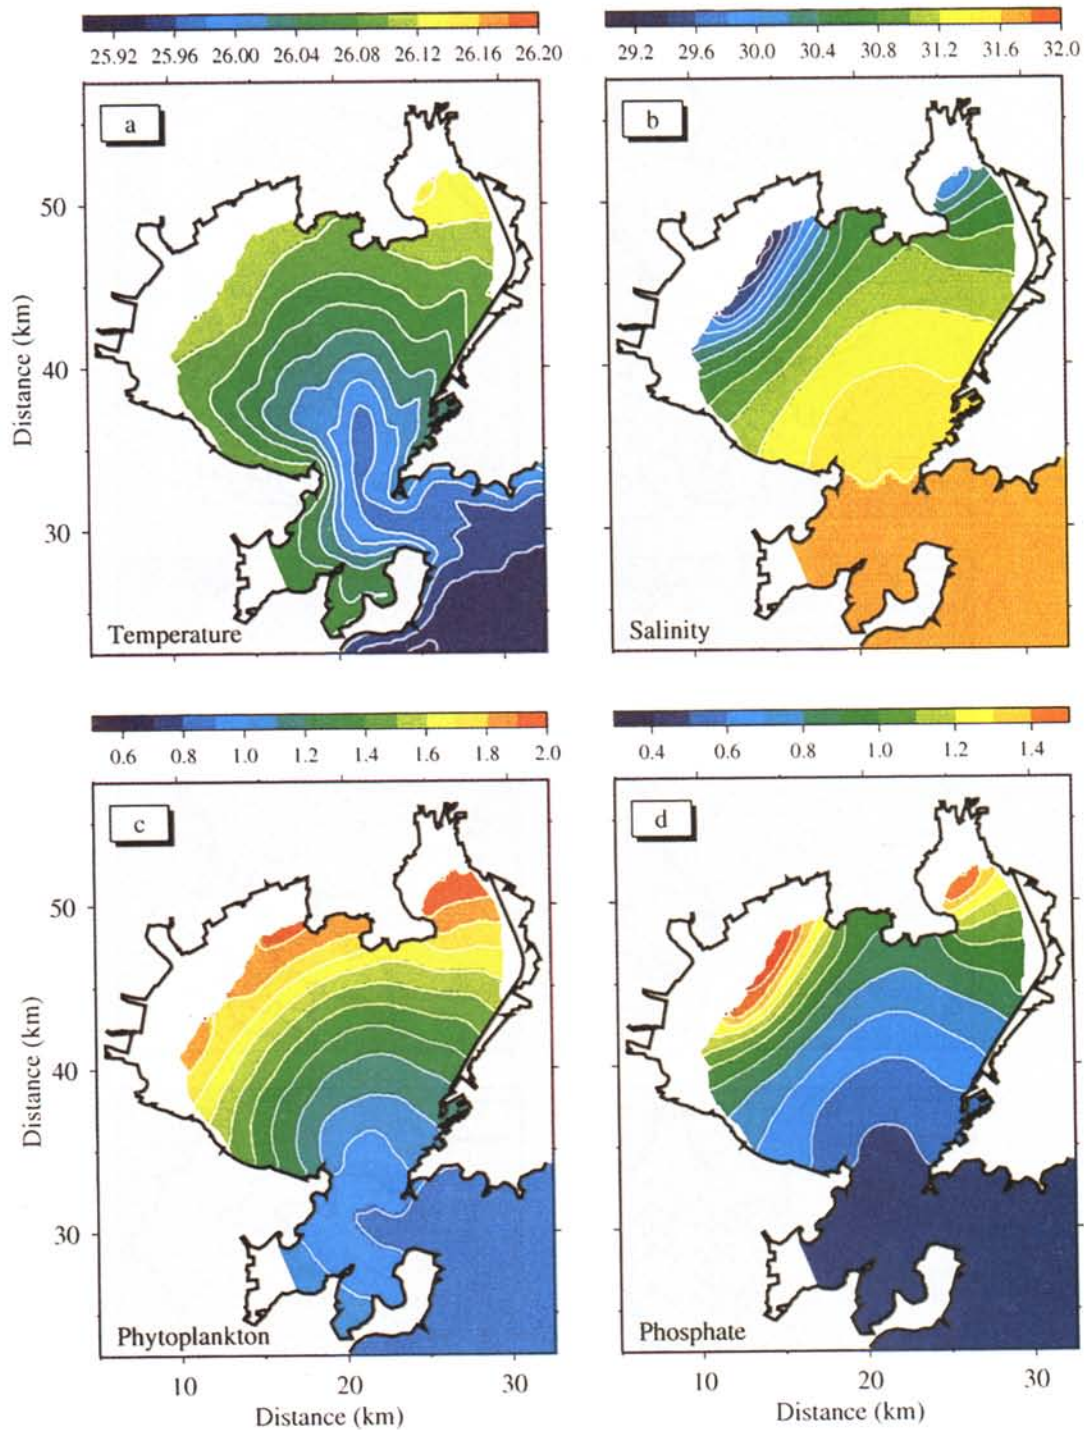 25.92 25.96 26.00 26.04 26.08 26.12 26.16 26.20
29.2 29.6 30.0 30.4 30.8 31.2 31.6 32.0
a
b
50
40
30
Distance (km)
Temperature
Salinity
0.6 0.8 1.0 1.2 1.4 1.6 1.8 2.0
0.4 0.6 0.8 1.0 1.2 1.4
c
d
50
40
30
Distance (km)
Phytoplankton
Phosphate
10 20 30
10 20 30
Distance (km)
Distance (km)